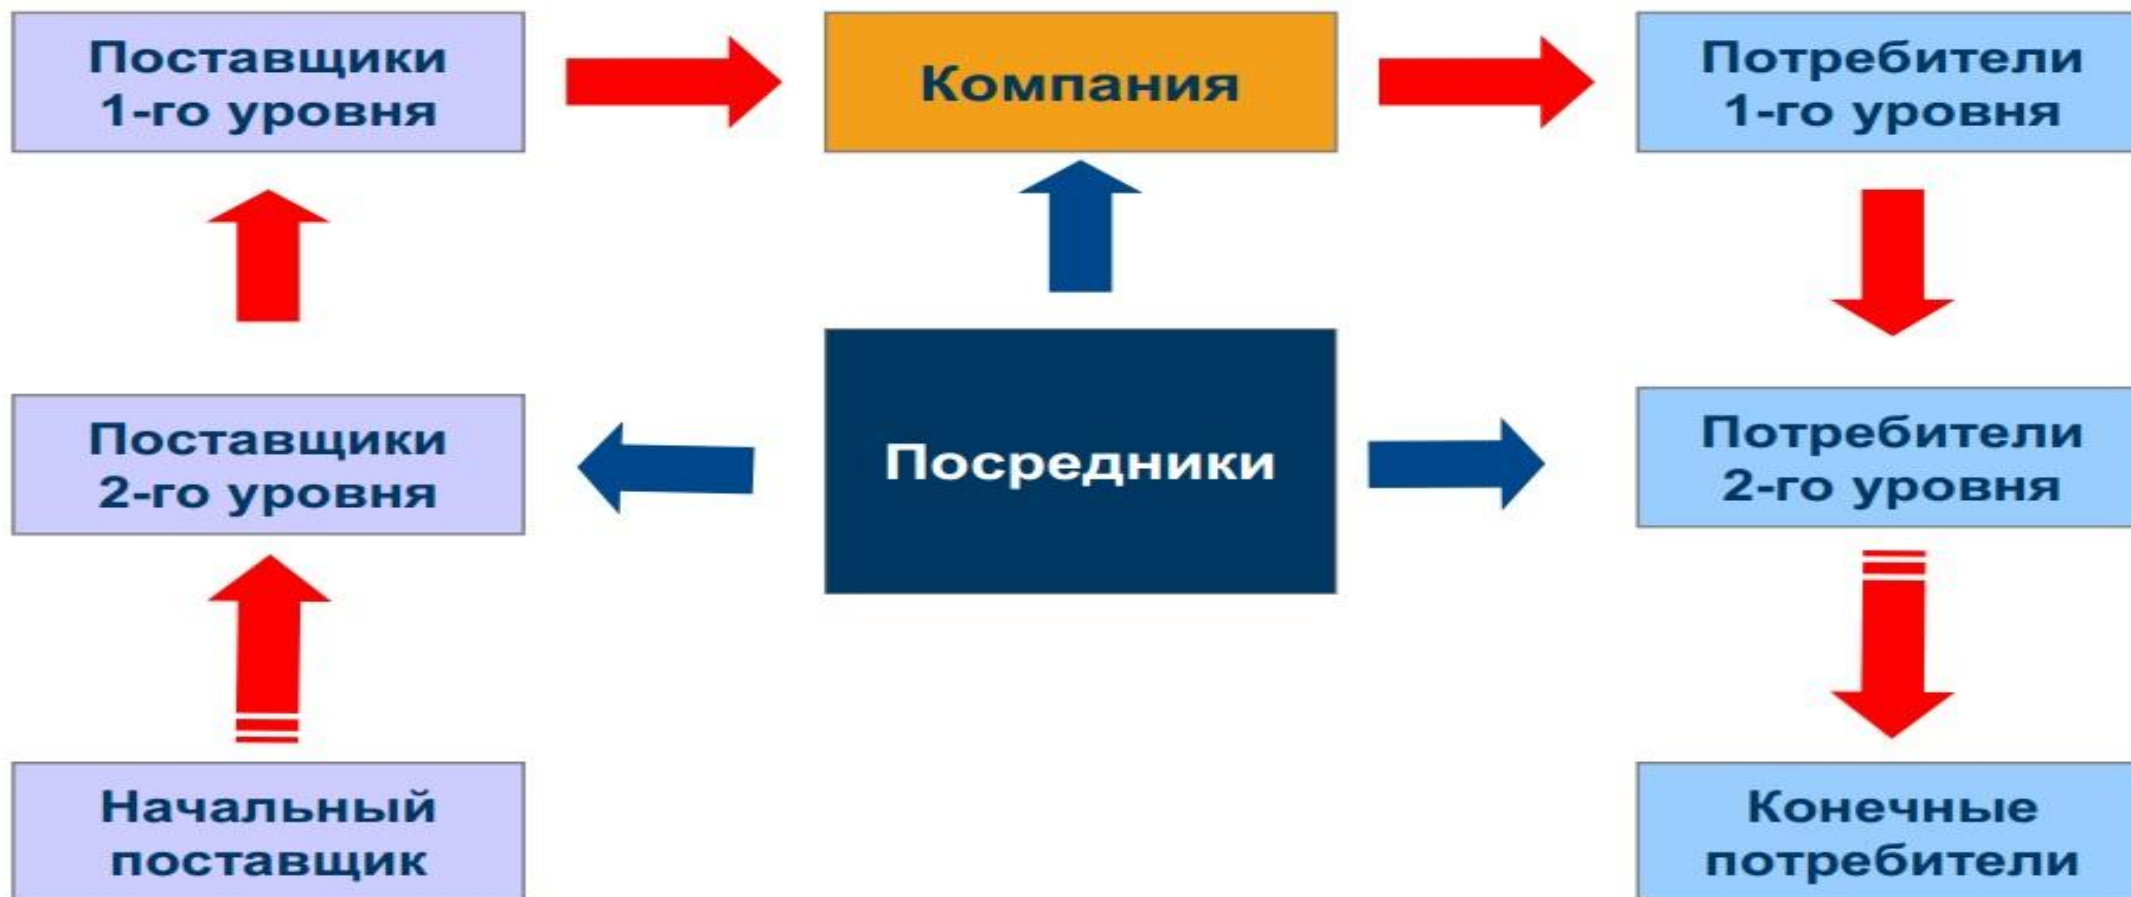 Поставщики
1-го уровня
Компания
Потребители
1-го уровня
Поставщики
2-го уровня
Посредники
Потребители
2-го уровня
Начальный
поставщик
Конечные
потребители